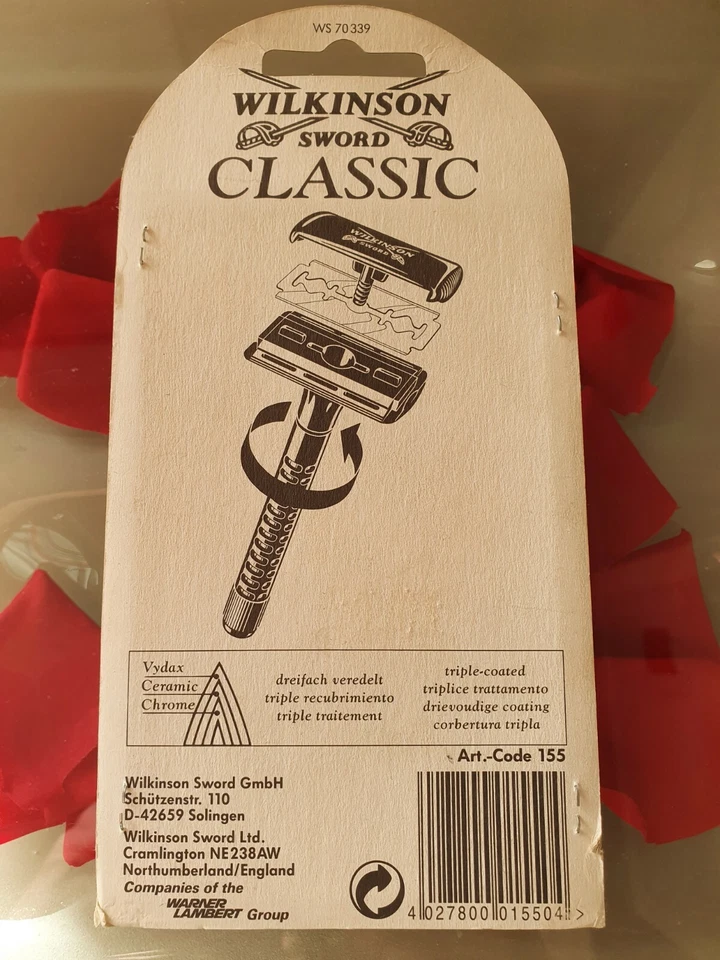 WS 70339
WILKINSON
SWORD
CLASSIC
WILKINSON
SWORD
Vydax
Ceramic
Chrome
dreifach veredelt
triple recubrimiento
triple traitement
triple-coated
triplice trattamento
drievoudige coating
corbertura tripla
Art.-Code 155
Wilkinson Sword GmbH
Schützenstr. 110
D-42659 Solingen
Wilkinson Sword Ltd.
Cramlington NE238AW
Northumberland/England
Companies of the
WARNER
LAMBERT Group
4 027800 015504 >